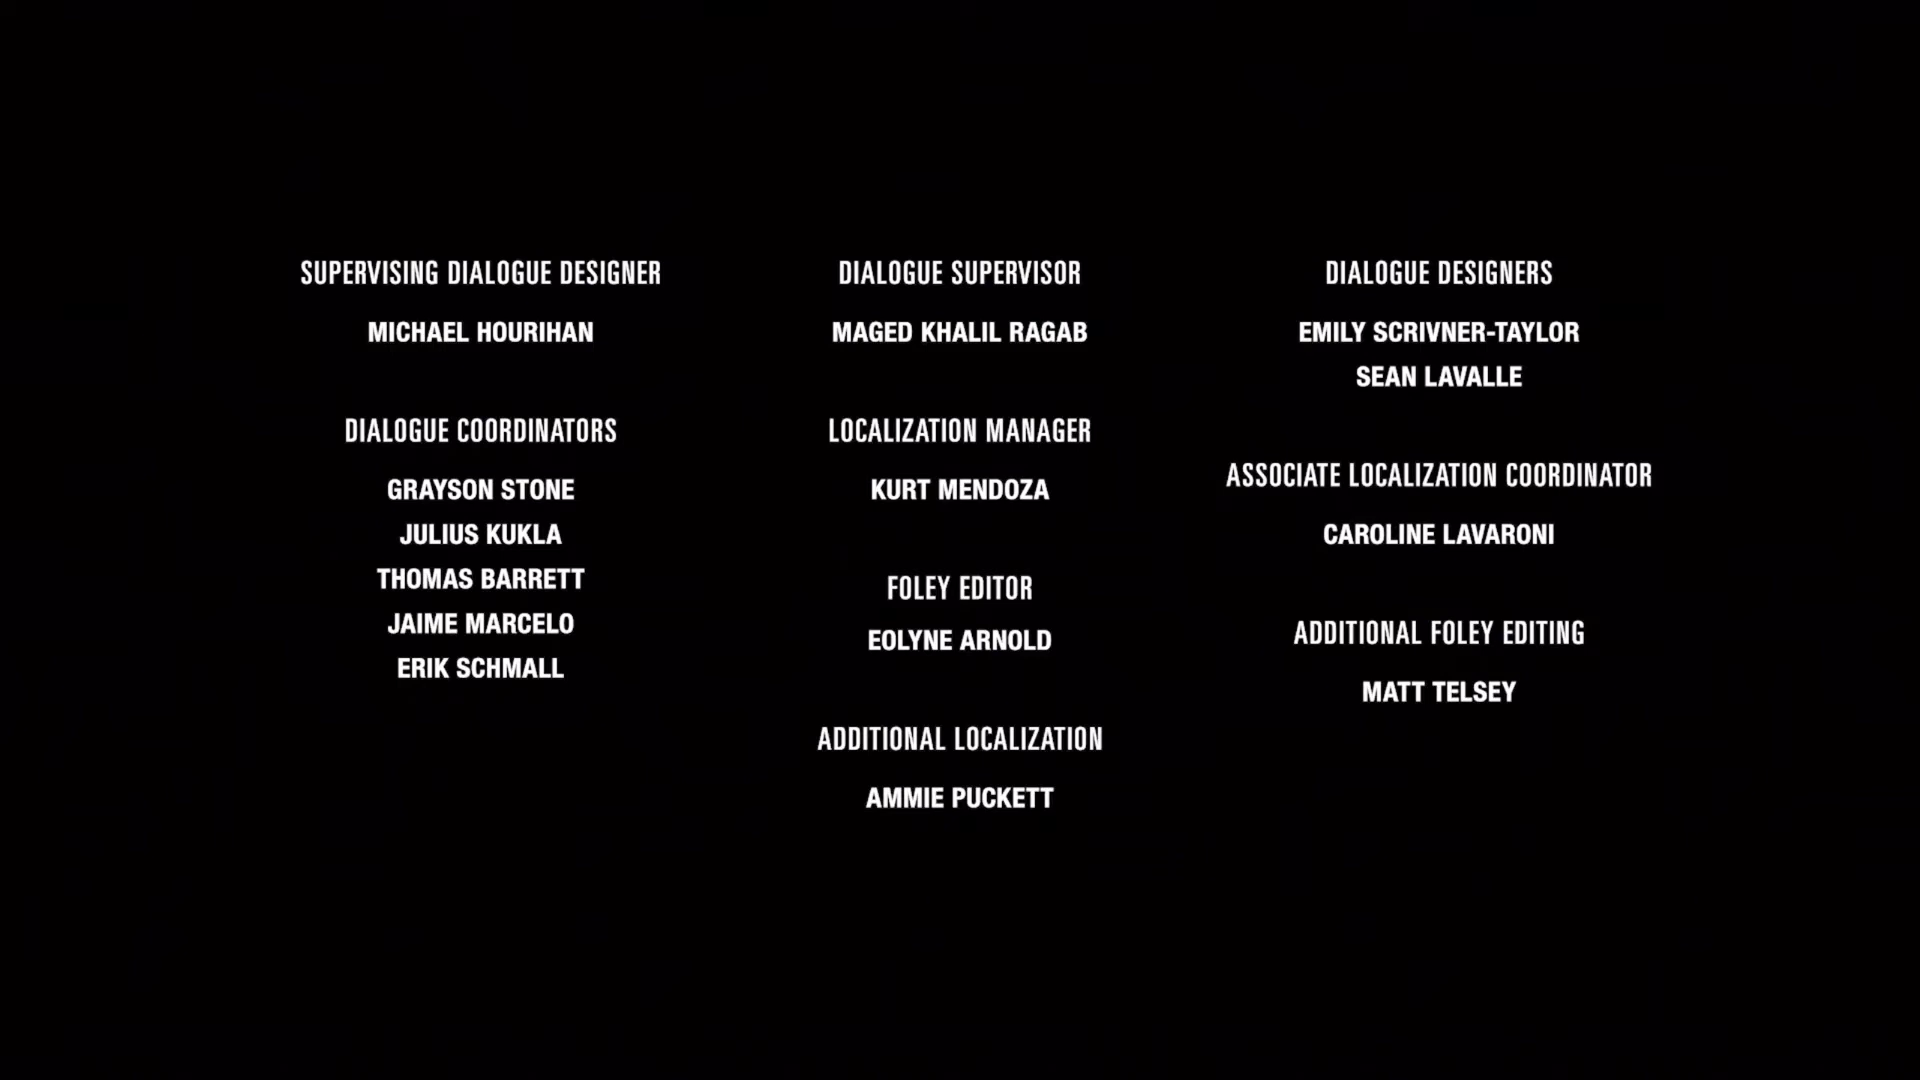 SUPERVISING DIALOGUE DESIGNER
MICHAEL HOURIHAN
DIALOGUE COORDINATORS
GRAYSON STONE
JULIUS KUKLA
THOMAS BARRETT
JAIME MARCELO
ERIK SCHMALL
DIALOGUE SUPERVISOR
MAGED KHALIL RAGAB
LOCALIZATION MANAGER
KURT MENDOZA
FOLEY EDITOR
EOLYNE ARNOLD
ADDITIONAL LOCALIZATION
AMMIE PUCKETT
DIALOGUE DESIGNERS
EMILY SCRIVNER-TAYLOR
SEAN LAVALLE
ASSOCIATE LOCALIZATION COORDINATOR
CAROLINE LAVARONI
ADDITIONAL FOLEY EDITING
MATT TELSEY